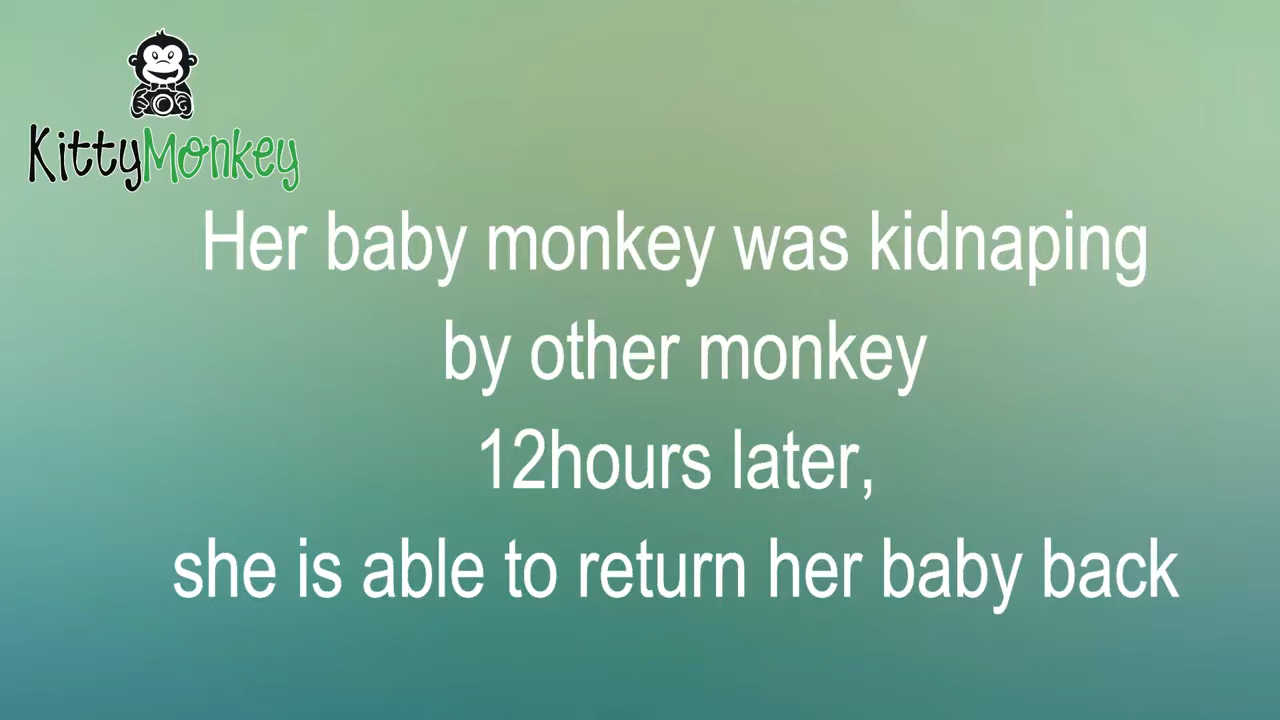 KittyMonkey
Her baby monkey was kidnaping
by other monkey
12hours later,
she is able to return her baby back